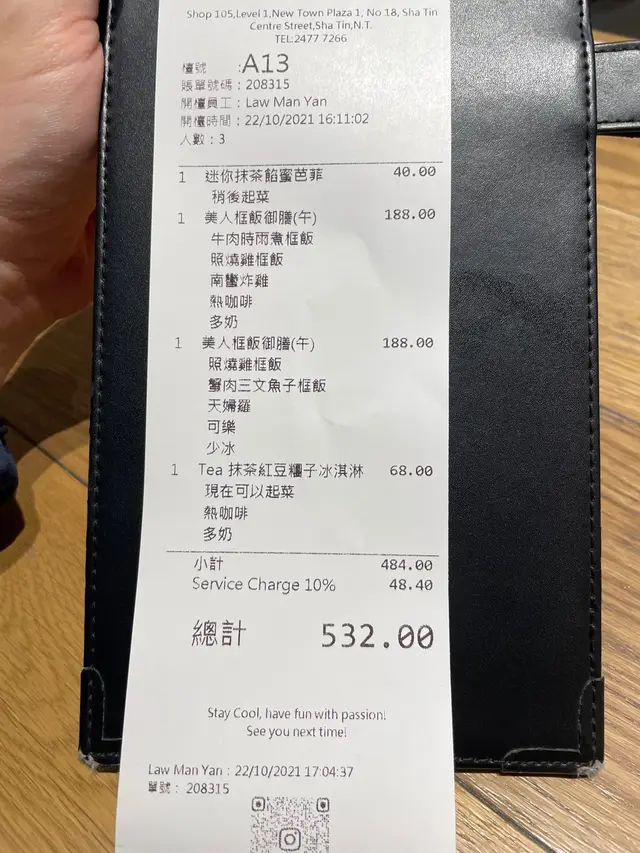 Shop 105,Level 1,New Town Plaza 1, No 18, Sha Tin
Centre Street,Sha Tin,N.T.
TEL:2477 7266
檯號 :A13
賬單號碼：208315
開檯員工：Law Man Yan
開檯時間：22/10/2021 16:11:02
人數：3
1 迷你抹茶餡蜜芭菲 40.00
稍後起菜
1 美人框飯御膳(午) 188.00
牛肉時雨煮框飯
照燒雞框飯
南蠻炸雞
熱咖啡
多奶
1 美人框飯御膳(午) 188.00
照燒雞框飯
蟹肉三文魚子框飯
天婦羅
可樂
少冰
1 Tea 抹茶紅豆糰子冰淇淋 68.00
現在可以起菜
熱咖啡
多奶
小計 484.00
Service Charge 10% 48.40
總計 532.00
Stay Cool, have fun with passion!
See you next time!
Law Man Yan : 22/10/2021 17:04:37
單號： 208315